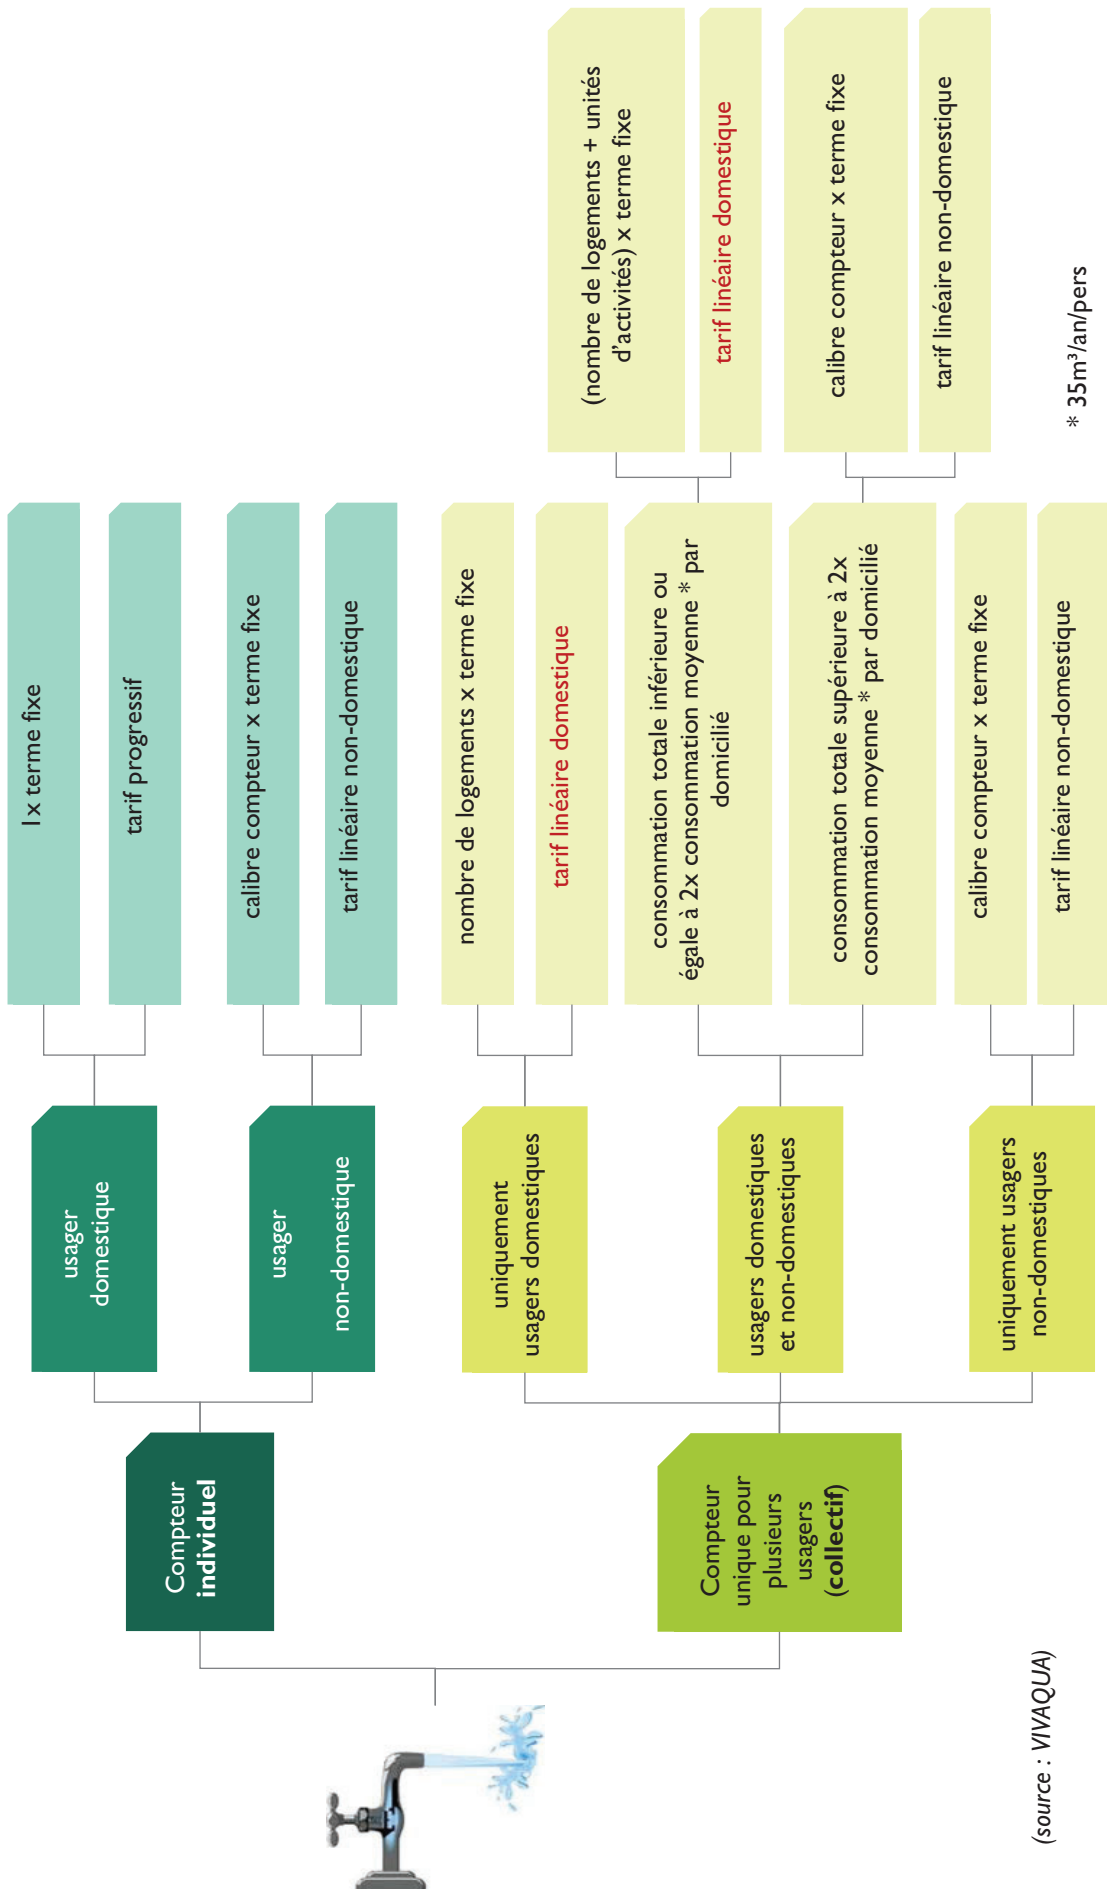 Compteur
individuel
usager
domestique
1 x terme fixe
tarif progressif
usager
non-domestique
calibre compteur x terme fixe
tarif linéaire non-domestique
Compteur
unique pour
plusieurs
usagers
(collectif)
uniquement
usagers domestiques
nombre de logements x terme fixe
tarif linéaire domestique
usagers domestiques
et non-domestiques
consommation totale inférieure ou
égale à 2x consommation moyenne * par
domicilié
(nombre de logements + unités
d'activités) x terme fixe
tarif linéaire domestique
consommation totale supérieure à 2x
consommation moyenne * par domicilié
calibre compteur x terme fixe
tarif linéaire non-domestique
uniquement usagers
non-domestiques
calibre compteur x terme fixe
tarif linéaire non-domestique
(source : VIVAQUA)
* 35m³/an/pers